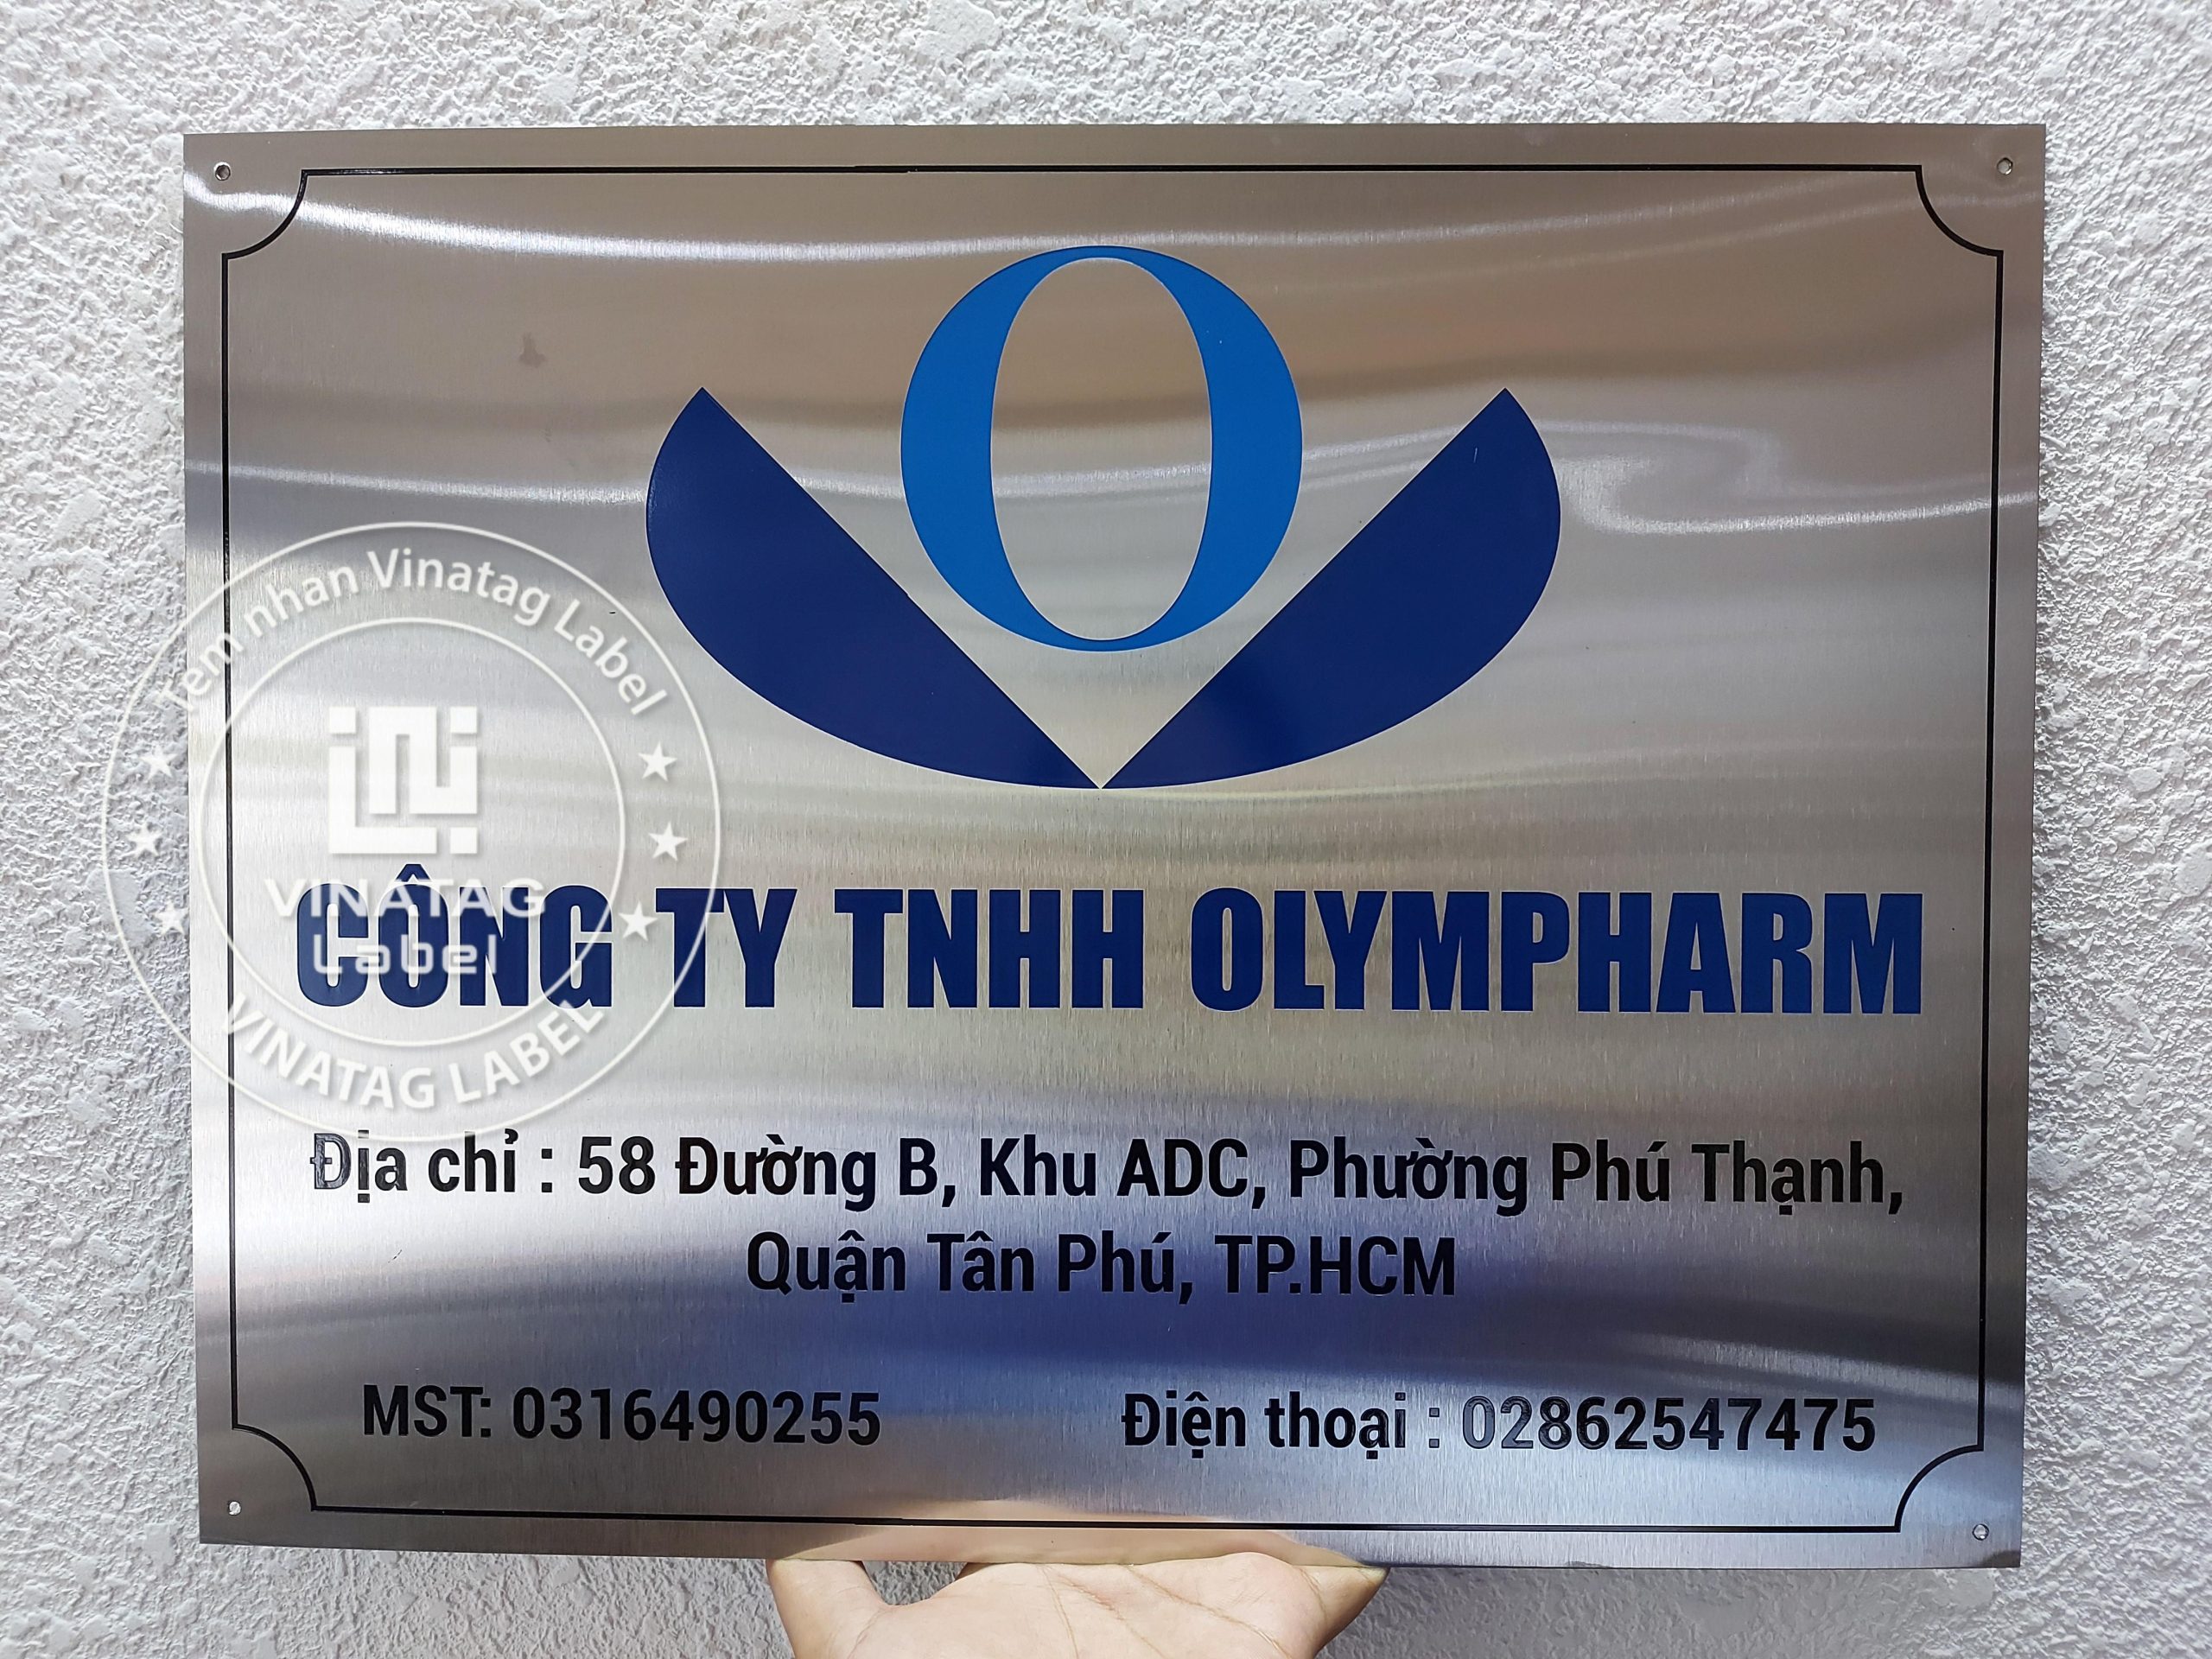 O
Tem nhan Vinatag Label
VINATAG
Label
VINATAG LABEL
CÔNG TY TNHH OLYMPHARM
Địa chỉ : 58 Đường B, Khu ADC, Phường Phú Thạnh,
Quận Tân Phú, TP.HCM
MST: 0316490255 Điện thoại : 02862547475